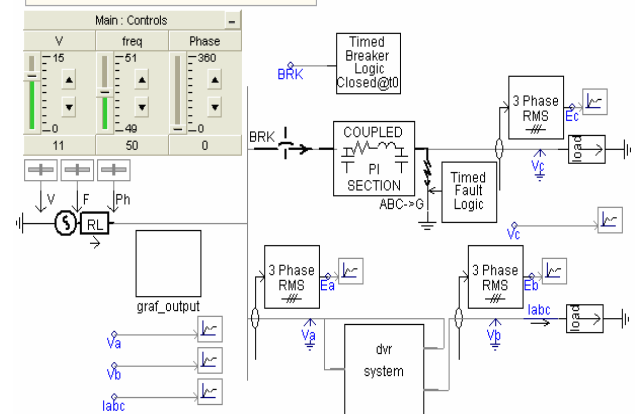 Main : Controls
V freq Phase
15 51 360
0 49 0
11 50 0
V F Ph
RL
graf_output
Va
Vb
Iabc
BRK
Timed
Breaker
Logic
Closed@t0
BRK
COUPLED
PI
SECTION
ABC->G
Timed
Fault
Logic
3 Phase
RMS
Ec
Vc
load
Vc
3 Phase
RMS
Ea
Va
dvr
system
3 Phase
RMS
Eb
Vb
Iabc
load